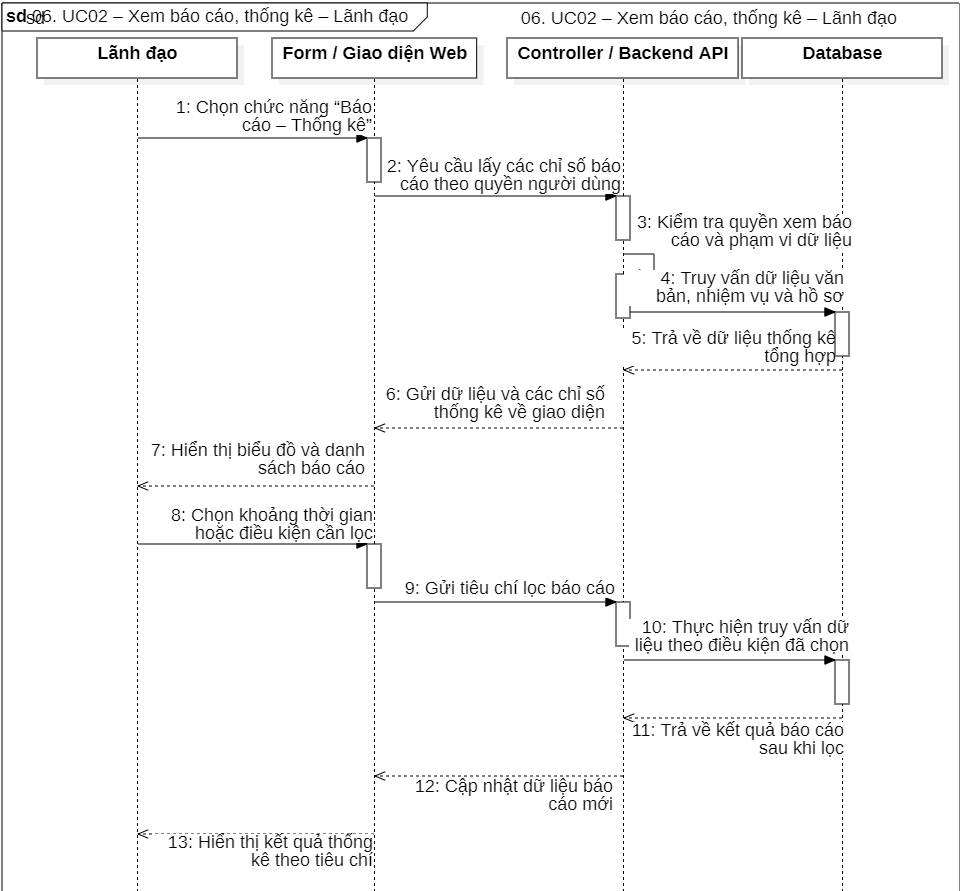 sd 06. UC02 – Xem báo cáo, thống kê – Lãnh đạo
06. UC02 – Xem báo cáo, thống kê – Lãnh đạo
Lãnh đạo
Form / Giao diện Web
Controller / Backend API
Database
1: Chọn chức năng “Báo
cáo – Thống kê”
2: Yêu cầu lấy các chỉ số báo
cáo theo quyền người dùng
3: Kiểm tra quyền xem báo
cáo và phạm vi dữ liệu
4: Truy vấn dữ liệu văn
bản, nhiệm vụ và hồ sơ
5: Trả về dữ liệu thống kê
tổng hợp
6: Gửi dữ liệu và các chỉ số
thống kê về giao diện
7: Hiển thị biểu đồ và danh
sách báo cáo
8: Chọn khoảng thời gian
hoặc điều kiện cần lọc
9: Gửi tiêu chí lọc báo cáo
10: Thực hiện truy vấn dữ
liệu theo điều kiện đã chọn
11: Trả về kết quả báo cáo
sau khi lọc
12: Cập nhật dữ liệu báo
cáo mới
13: Hiển thị kết quả thống
kê theo tiêu chí